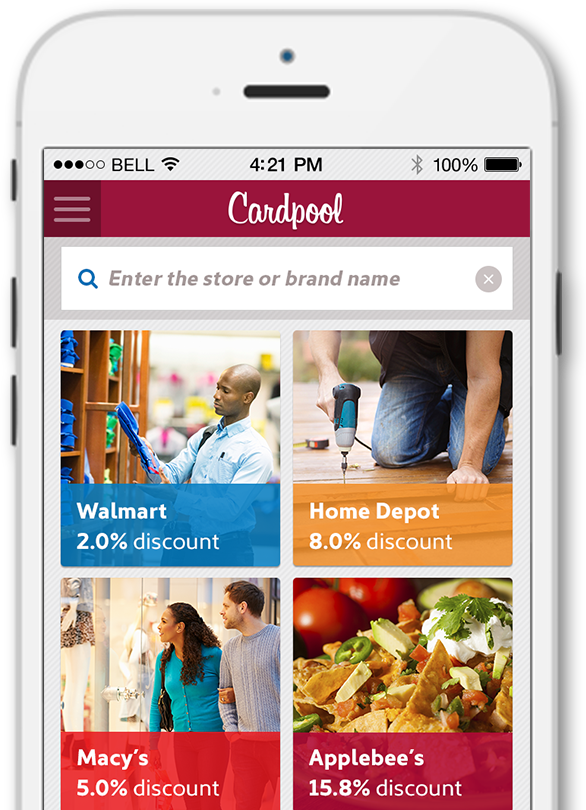 BELL 4:21 PM 100%
Cardpool
Enter the store or brand name
Walmart
2.0% discount
Home Depot
8.0% discount
Macy's
5.0% discount
Applebee's
15.8% discount